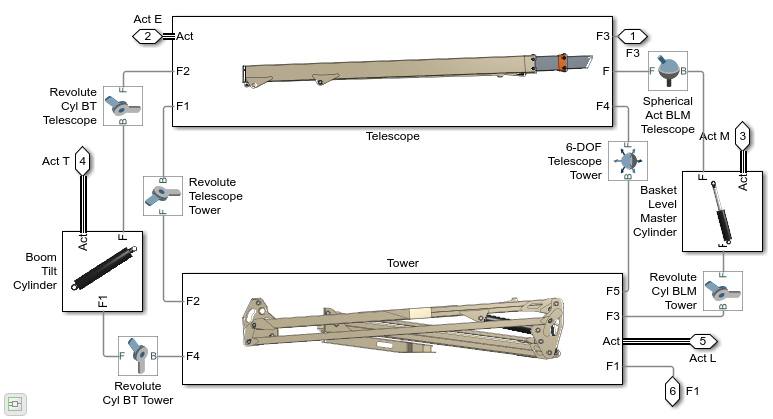 Act E
2
Act
F3
1
F3
F2
F
F
B
F1
F4
Telescope
Revolute
Cyl BT
Telescope
F
B
Spherical
Act BLM
Telescope
6-DOF
Telescope
Tower
F
B
Act M
3
Act T
4
B
F
Revolute
Telescope
Tower
F
Act
Basket
Level
Master
Cylinder
F
Act
F
Boom
Tilt
Cylinder
F1
Tower
Revolute
Cyl BLM
Tower
F
B
F2
F5
F3
Act
5
Act L
F
B
F4
F1
Revolute
Cyl BT Tower
6
F1